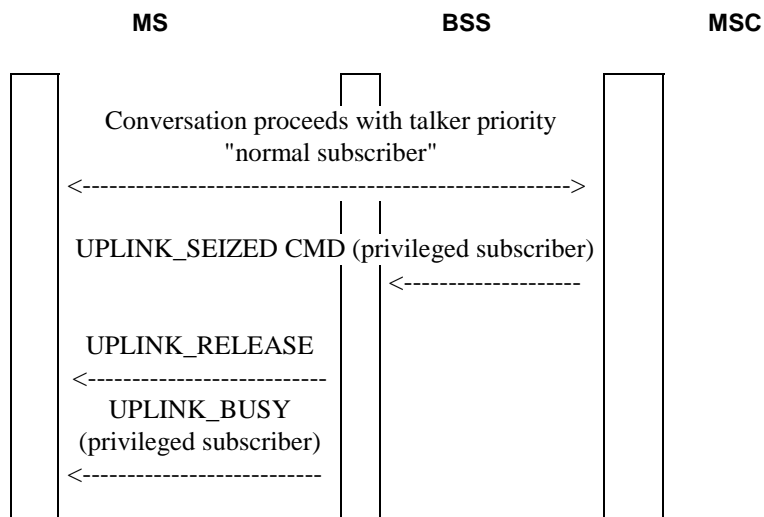 MS BSS MSC
Conversation proceeds with talker priority
"normal subscriber"
<------------------------------------------------------->
UPLINK_SEIZED CMD (privileged subscriber)
<--------------------
UPLINK_RELEASE
<---------------------------
UPLINK_BUSY
(privileged subscriber)
<---------------------------